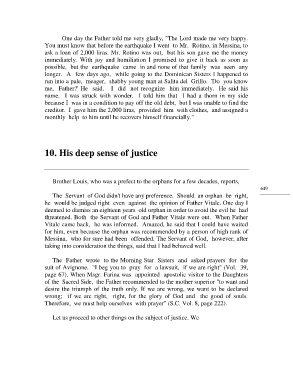 One day the Father told me very gladly, "The Lord made me very happy.
You must know that before the earthquake I went to Mr. Rotino, in Messina, to
ask a loan of 2,000 liras. Mr. Rotino was out, but his son gave me the money
immediately. With joy and humiliation I promised to give it back as soon as
possible, but the earthquake came in and none of that family was seen any
longer. A few days ago, while going to the Dominican Sisters I happened to
run into a pale, meager, shabby young man at Salita del Grillo. "Do you know
me, Father? He said. I did not recognize him immediately. He said his
name. I was struck with wonder. I told him that I had a thorn in my side
because I was in a condition to pay off the old debt, but I was unable to find the
creditor. I gave him the 2,000 liras, provided him with clothes, and assigned a
monthly help to him until he recovers himself financially."
10. His deep sense of justice
Brother Louis, who was a prefect to the orphans for a few decades, reports,
649
The Servant of God didn't have any preference. Should an orphan be right,
he would be judged right even against the opinion of Father Vitale. One day I
deemed to dismiss an eighteen years old orphan in order to avoid the evil he had
threatened. Both the Servant of God and Father Vitale were out. When Father
Vitale came back, he was informed. Amazed, he said that I could have waited
for him, even because the orphan was recommended by a person of high rank of
Messina, who for sure had been offended. The Servant of God, however, after
taking into consideration the things, said that I had behaved well.
The Father wrote to the Morning Star Sisters and asked prayers for the
suit of Avignone. "I beg you to pray for a lawsuit, if we are right" (Vol. 39,
page 67). When Msgr. Farina was appointed apostolic visitor to the Daughters
of the Sacred Side, the Father recommended to the mother superior "to want and
desire the triumph of the truth only. If we are wrong, we want to be declared
wrong; if we are right, right, for the glory of God and the good of souls.
Therefore, we must help ourselves with prayer" (S.C. Vol. 8, page 222).
Let us proceed to other things on the subject of justice. We